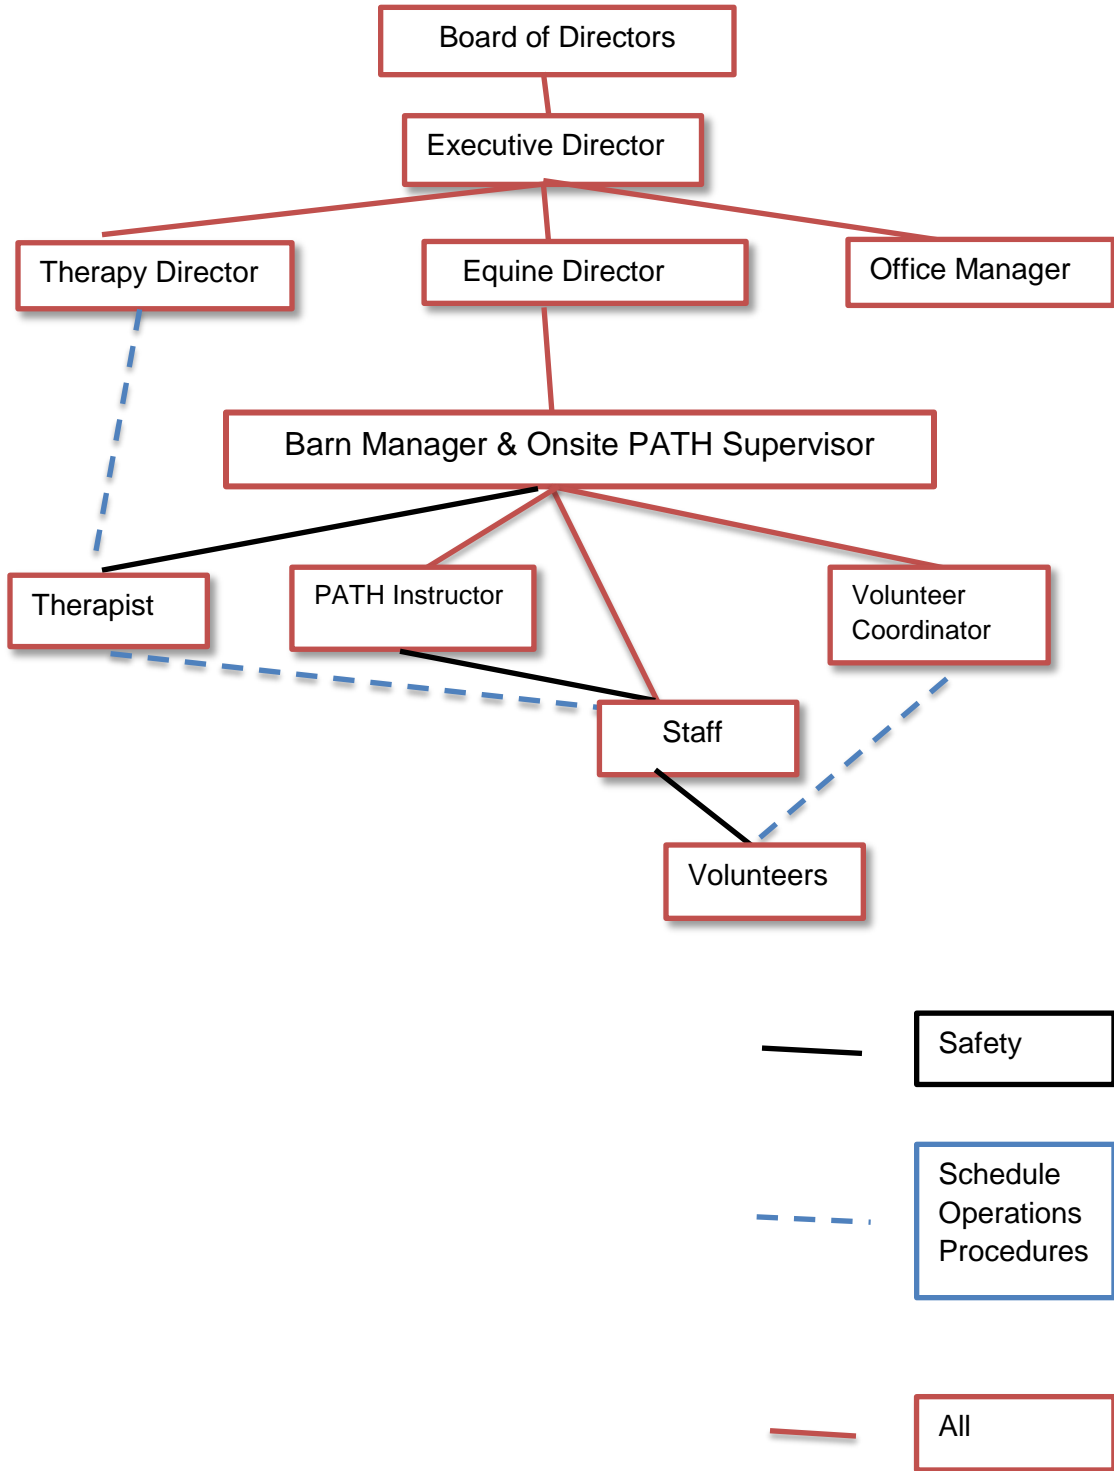 Board of Directors
Executive Director
Therapy Director
Equine Director
Office Manager
Barn Manager & Onsite PATH Supervisor
Therapist
PATH Instructor
Volunteer
Coordinator
Staff
Volunteers
Safety
Schedule
Operations
Procedures
All